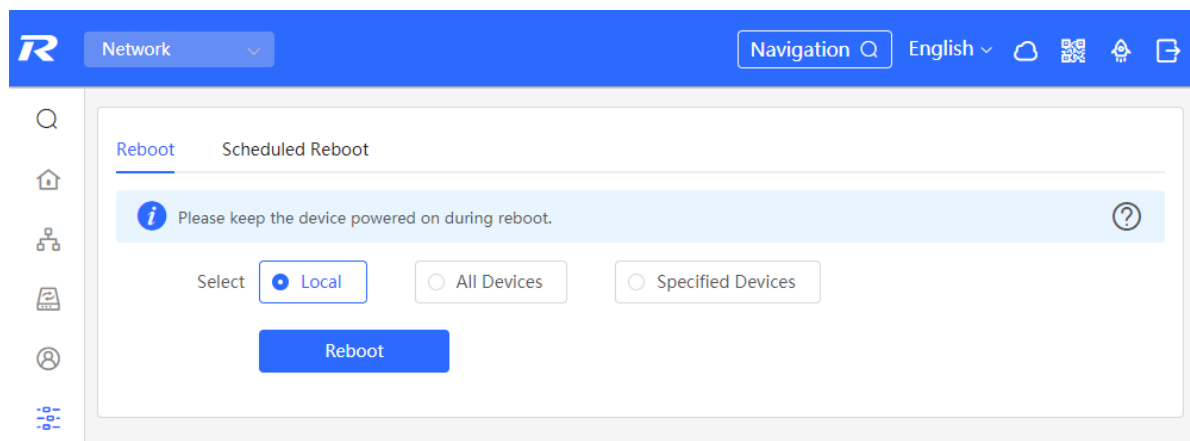 R Network Navigation English
Reboot Scheduled Reboot
i Please keep the device powered on during reboot. ?
Select Local All Devices Specified Devices
Reboot